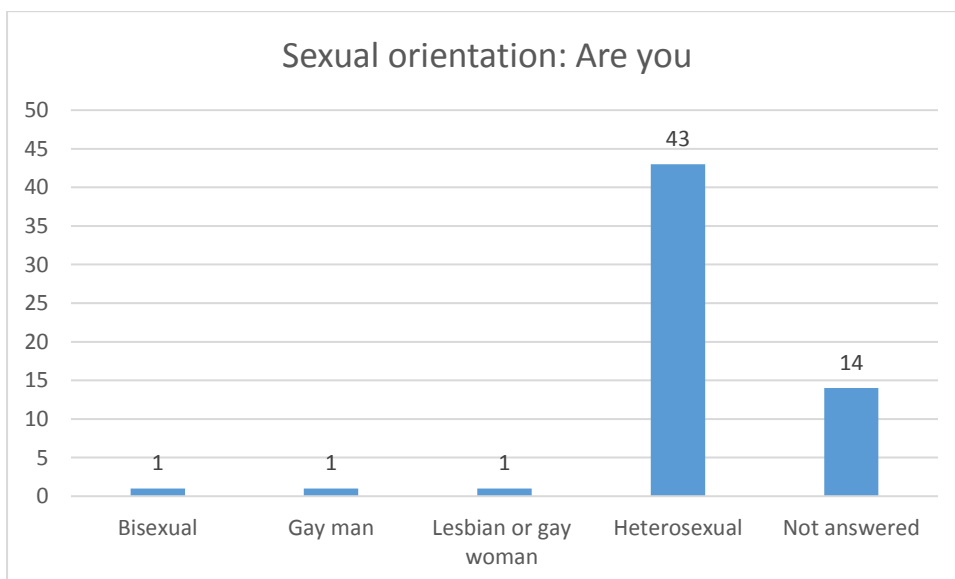 Sexual orientation: Are you
50
45
40
35
30
25
20
15
10
5
0
1
1
1
43
14
Bisexual
Gay man
Lesbian or gay
woman
Heterosexual
Not answered